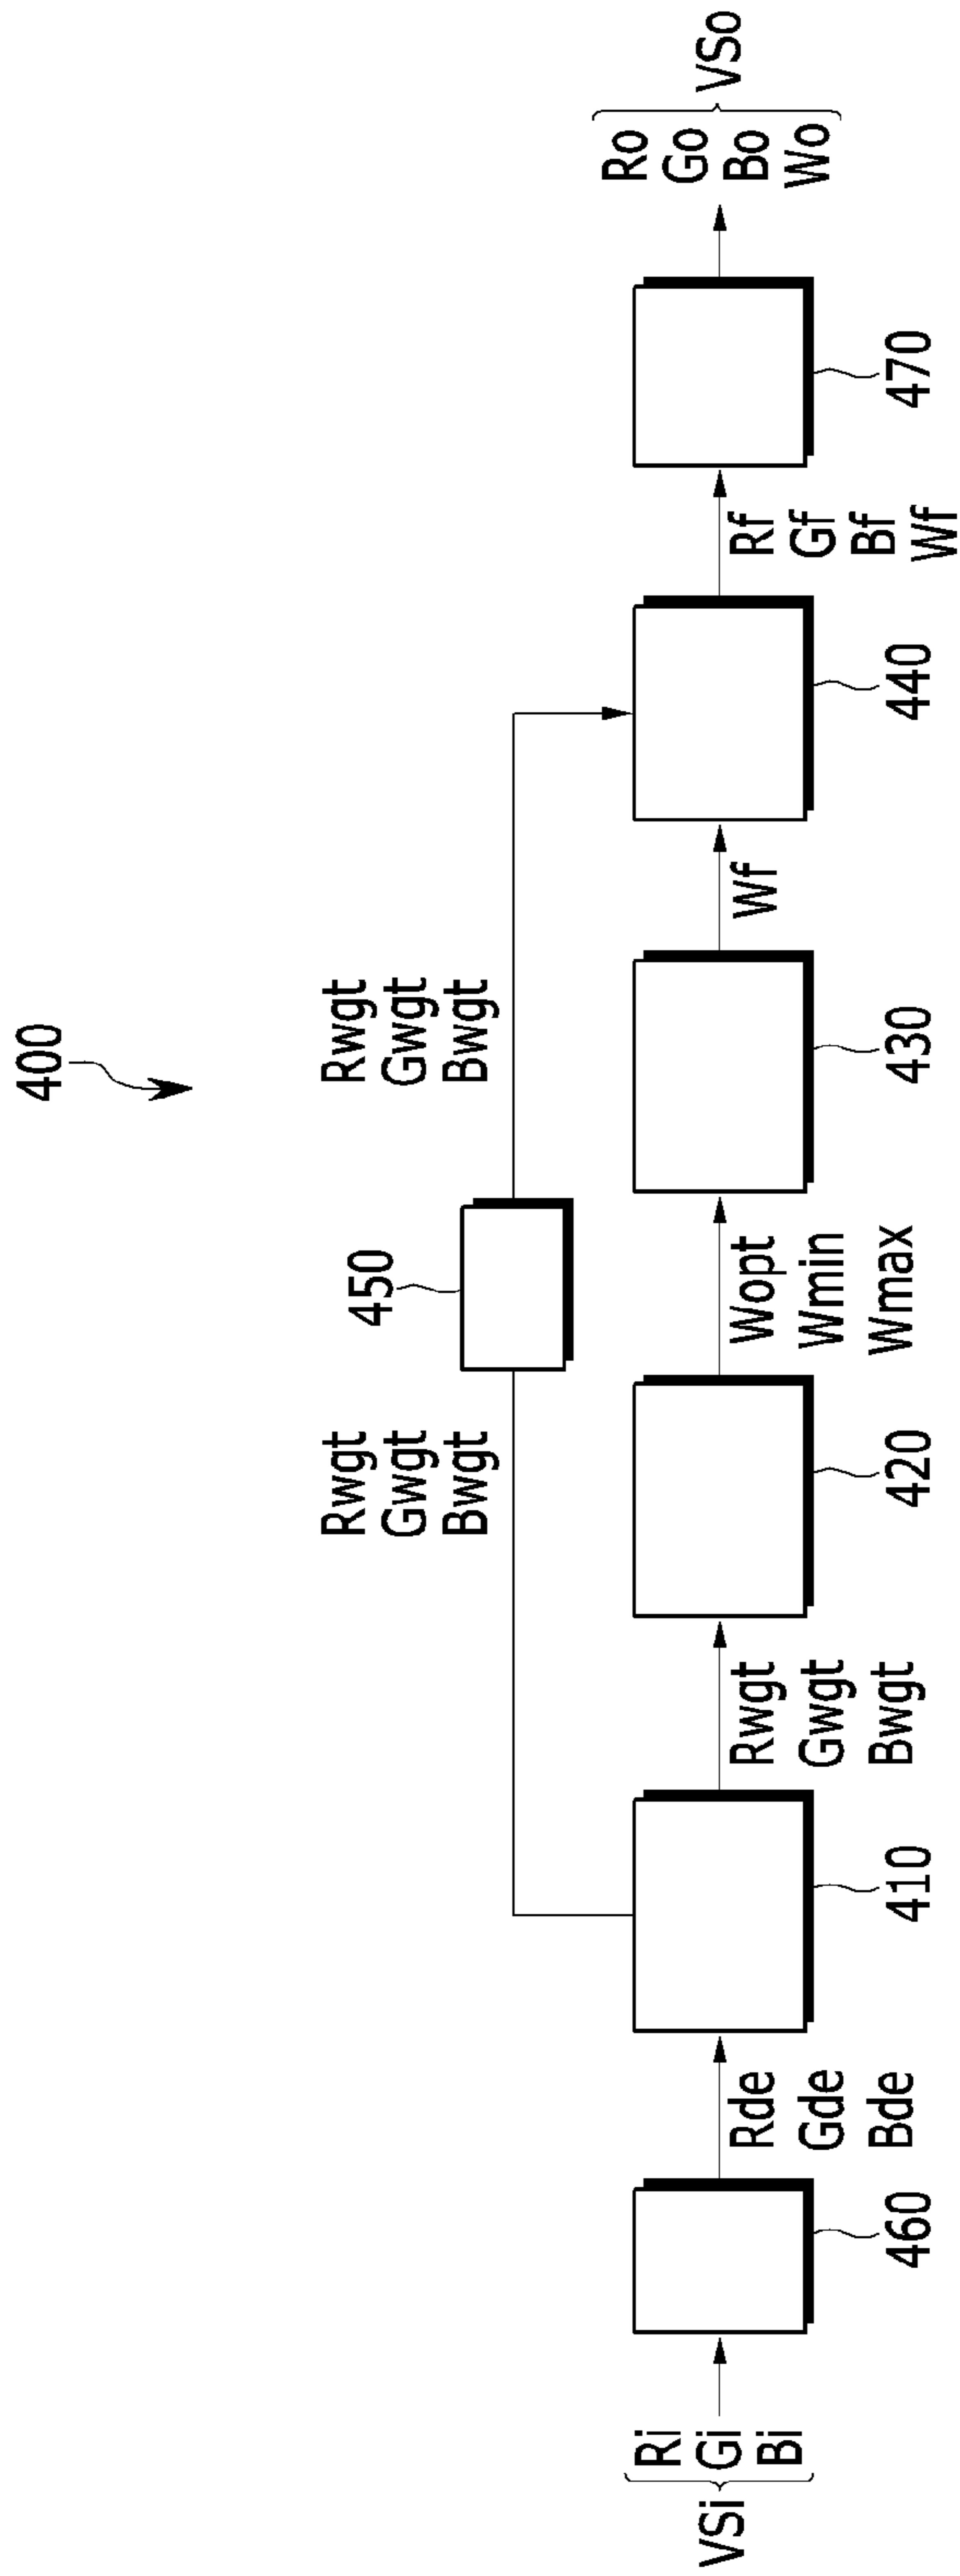 400
450
Rwgt
Gwgt
Bwgt
Rwgt
Gwgt
Bwgt
VSi
Ri
Gi
Bi
460
Rde
Gde
Bde
410
Rwgt
Gwgt
Bwgt
420
Wopt
Wmin
Wmax
430
Wf
440
Rf
Gf
Bf
Wf
470
Ro
Go
Bo
Wo
VSo